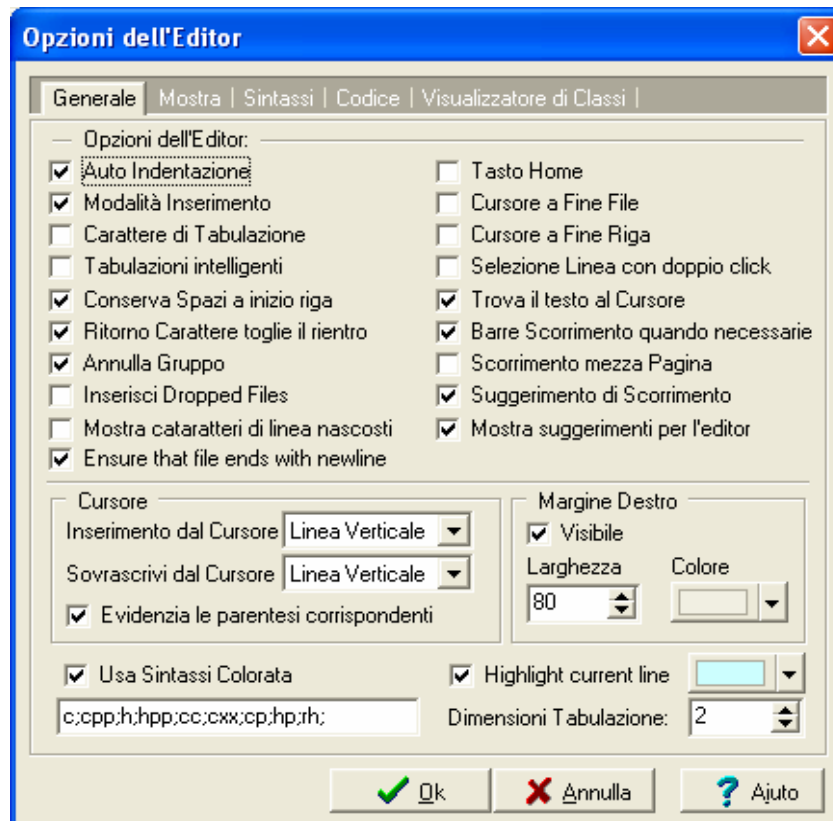 Opzioni dell'Editor
Generale Mostra | Sintassi | Codice | Visualizzatore di Classi |
Opzioni dell'Editor:
Auto Indentazione
Tasto Home
Modalità Inserimento
Cursore a Fine File
Carattere di Tabulazione
Cursore a Fine Riga
Tabulazioni intelligenti
Selezione Linea con doppio click
Conserva Spazi a inizio riga
Trova il testo al Cursore
Ritorno Carattere toglie il rientro
Barre Scorrimento quando necessarie
Annulla Gruppo
Scorrimento mezza Pagina
Inserisci Dropped Files
Suggerimento di Scorrimento
Mostra cataratteri di linea nascosti
Mostra suggerimenti per l'editor
Ensure that file ends with newline
Cursore
Inserimento dal Cursore Linea Verticale
Sovrascrivi dal Cursore Linea Verticale
Evidenzia le parentesi corrispondenti
Margine Destro
Visibile
Larghezza Colore
80
Usa Sintassi Colorata
Highlight current line
c;cpp;h;hpp;cc;cxx;cp;hp;rh;
Dimensioni Tabulazione: 2
Ok Annulla Aiuto